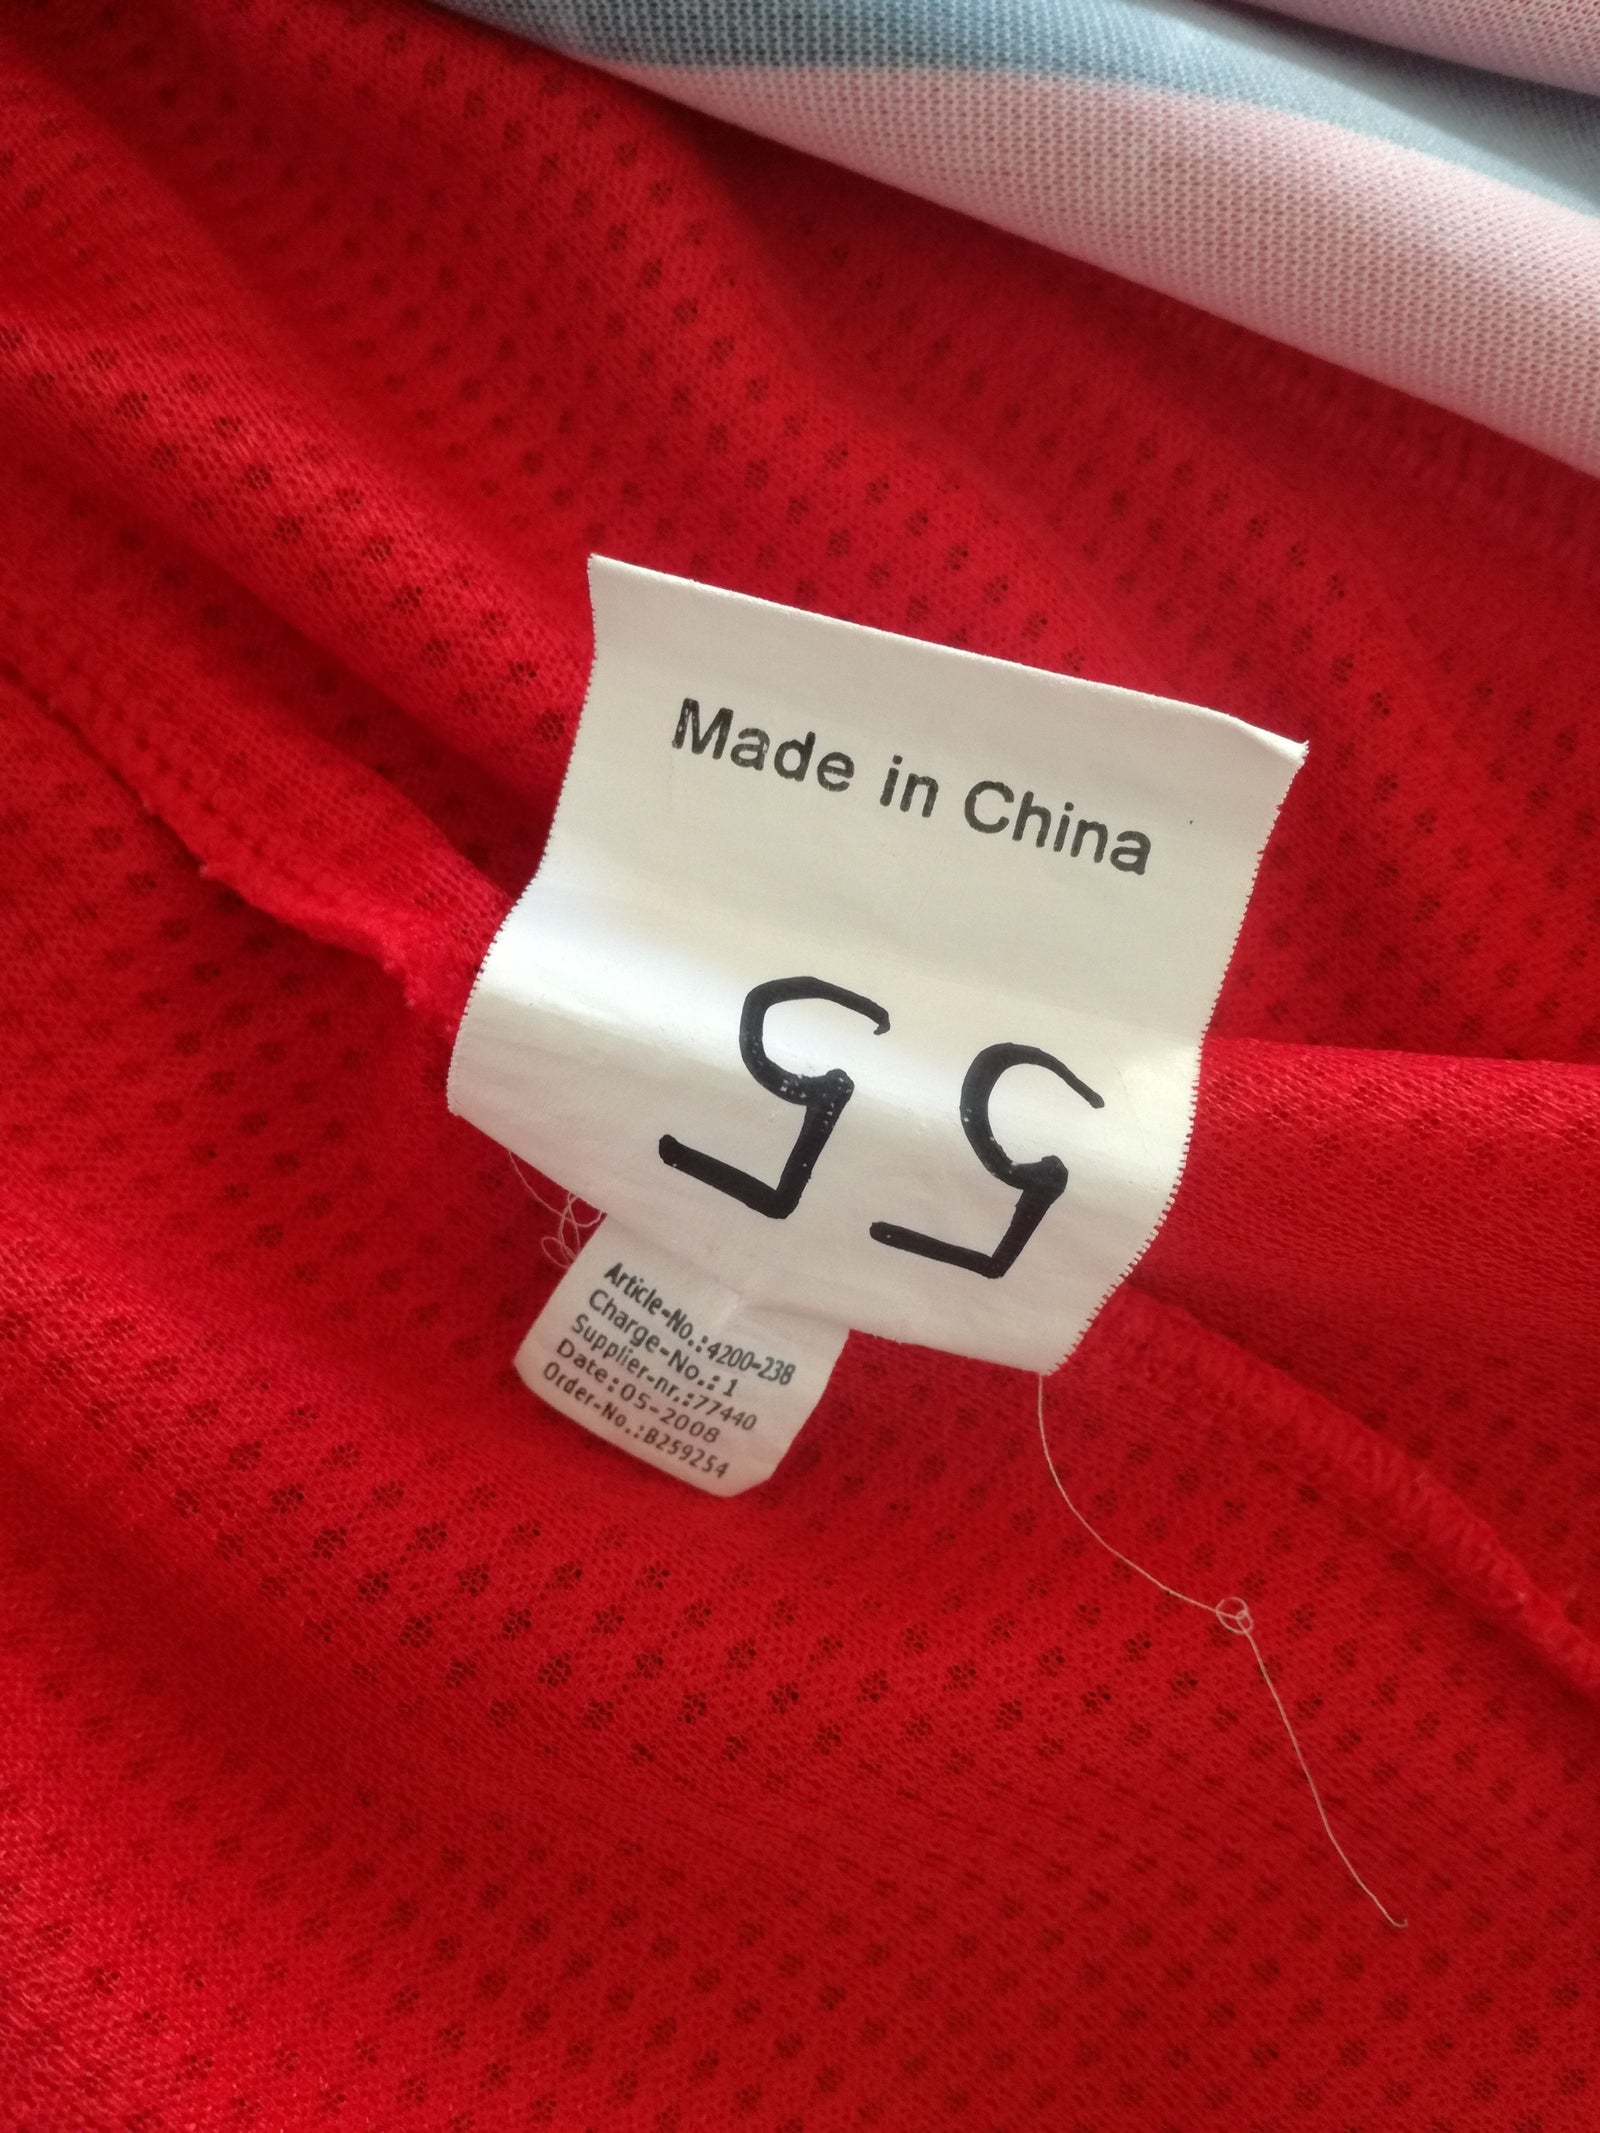 Made in China
55
Article-No.:4200-238
Charge-No.: 1
Supplier-nr.:77440
Date:05-2008
Order-No.:B259254